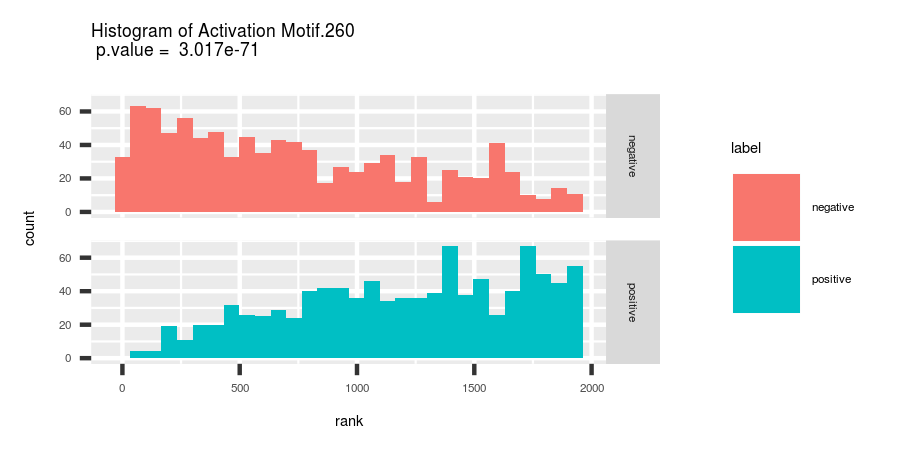 Histogram of Activation Motif.260
p.value = 3.017e-71
count
60
40
20
0
negative
60
40
20
0
positive
0 500 1000 1500 2000
rank
label
negative
positive